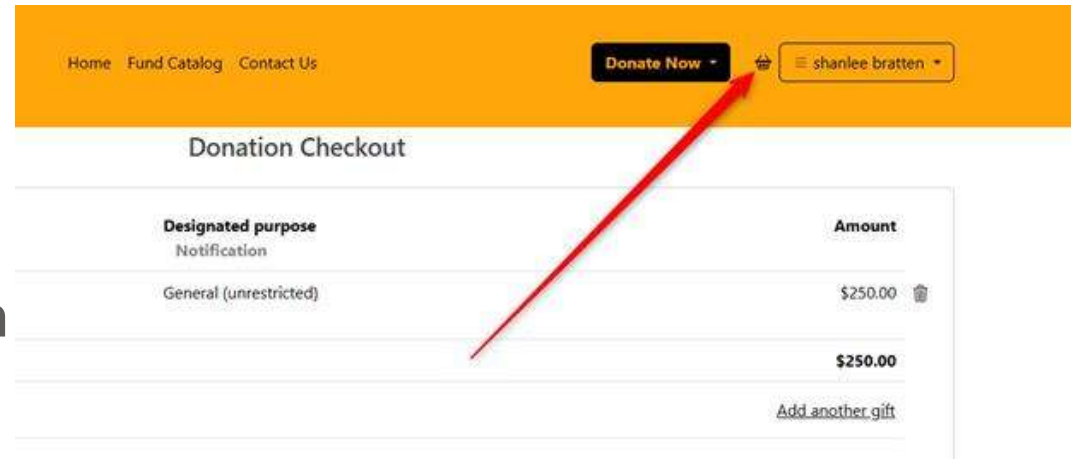 Home Fund Catalog Contact Us Donate Now shanlee bratten
Donation Checkout
Designated purpose Amount
Notification
General (unrestricted) $250.00
$250.00
Add another gift